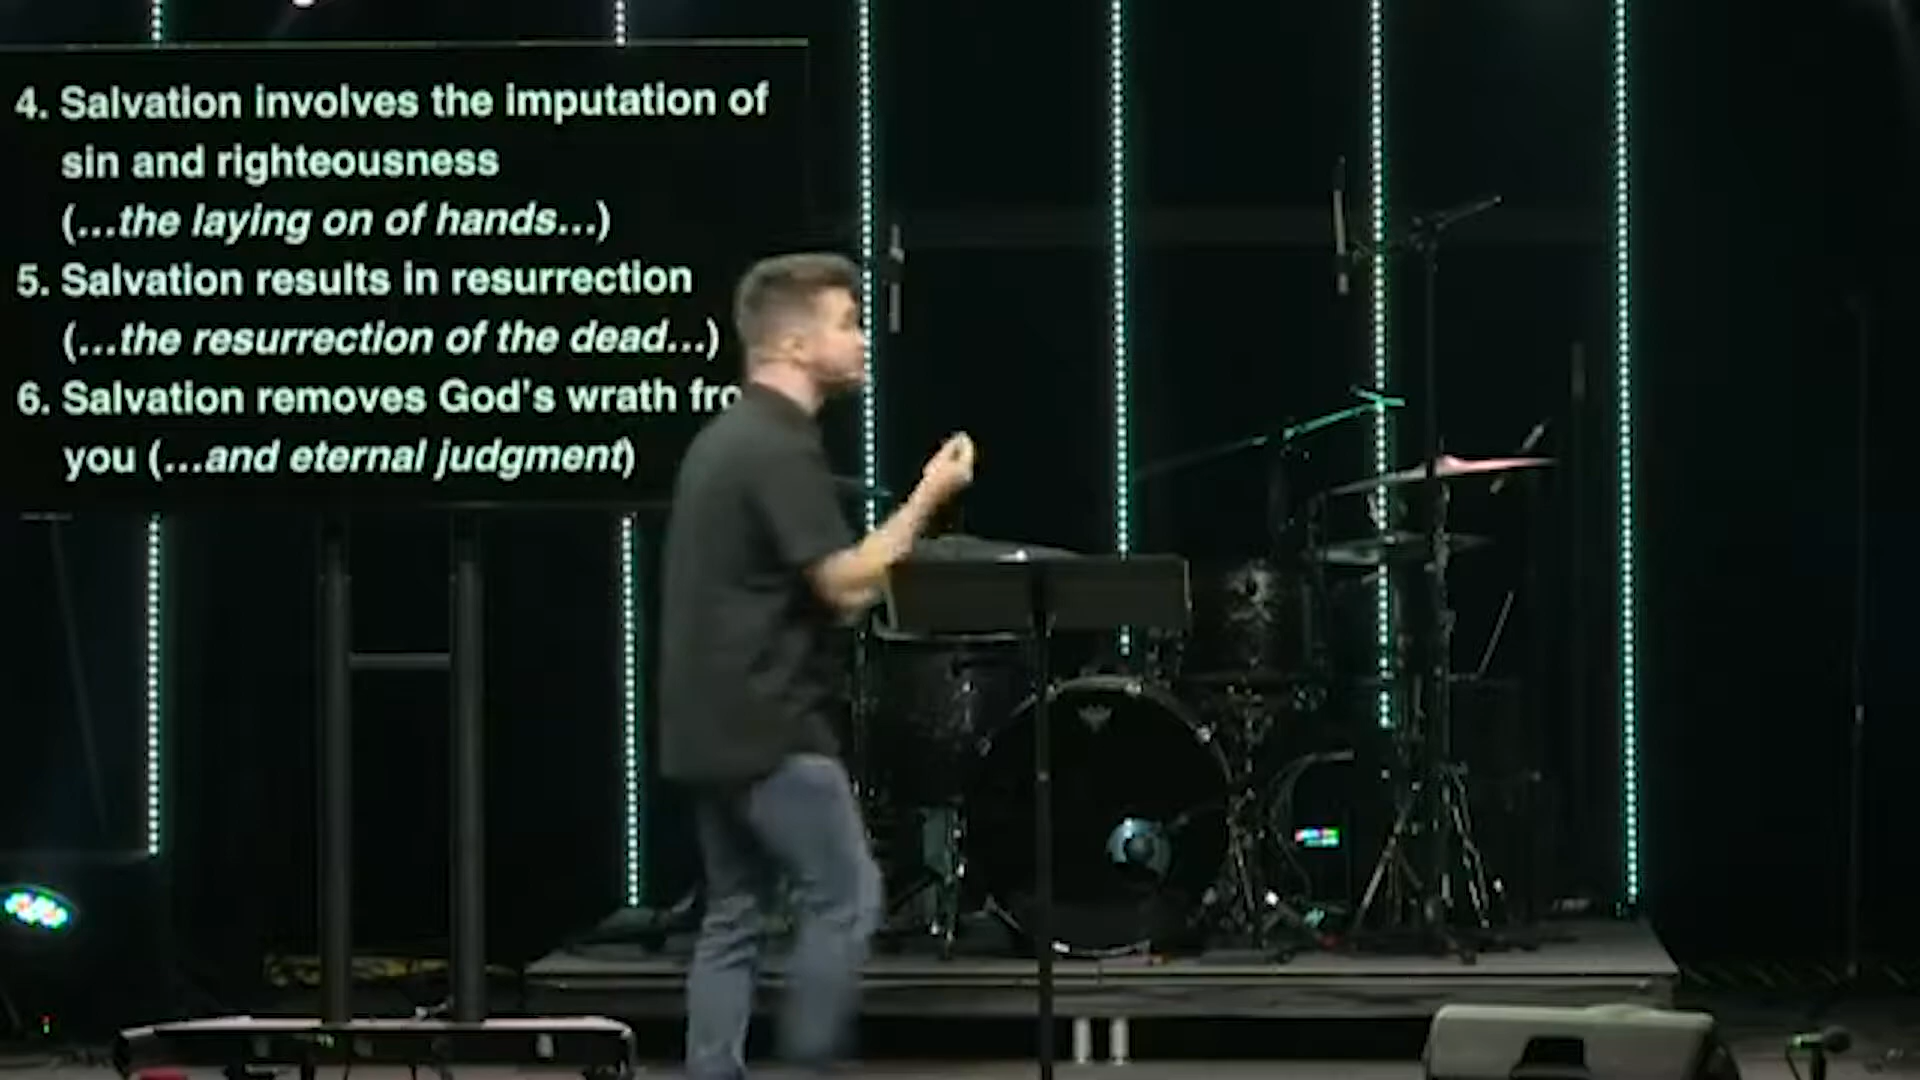 4. Salvation involves the imputation of
sin and righteousness
(...the laying on of hands...)
5. Salvation results in resurrection
(...the resurrection of the dead...)
6. Salvation removes God's wrath
you (...and eternal judgment)